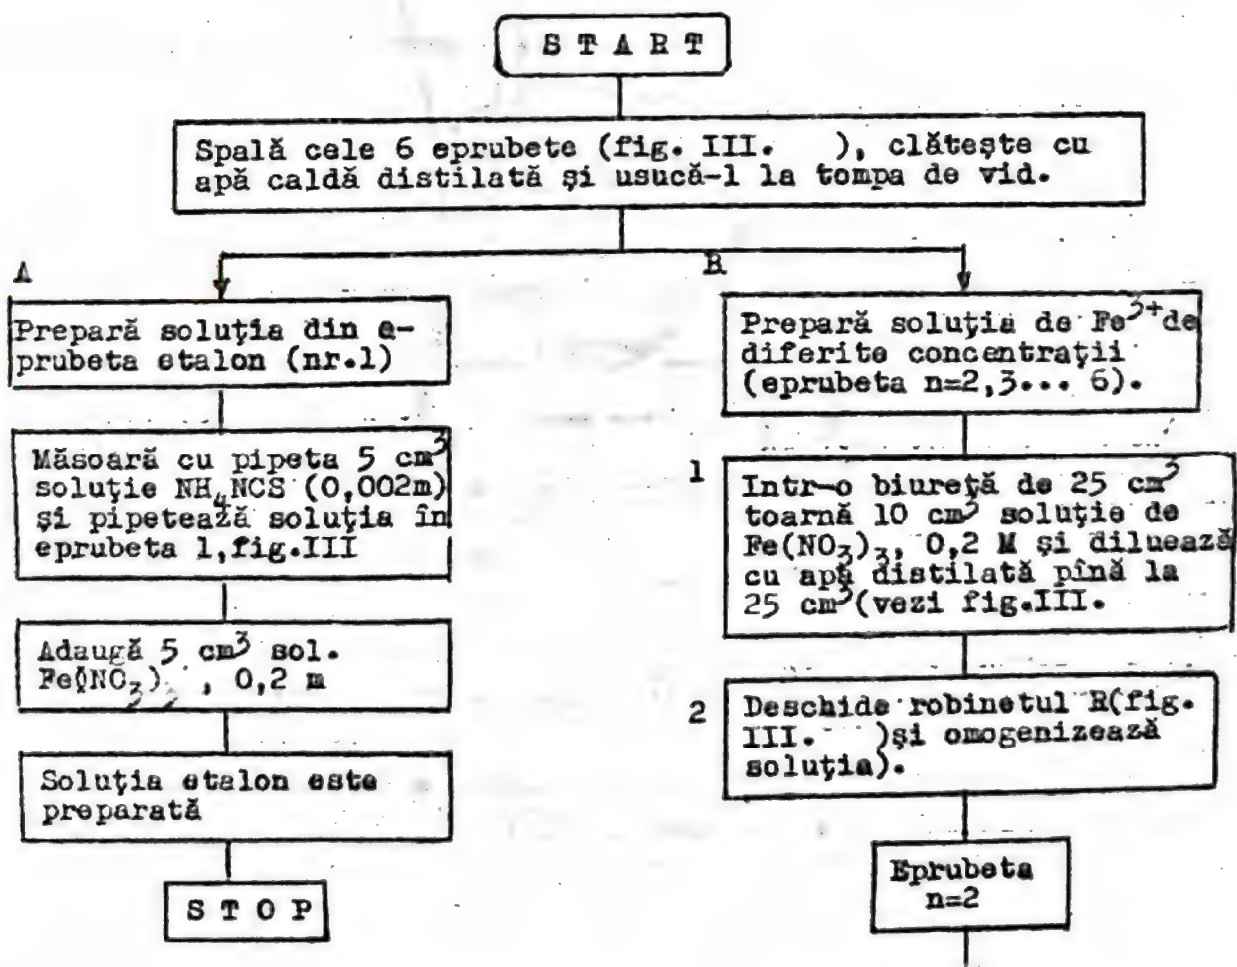 S T A R T
Spală cele 6 eprubete (fig. III. ), clătește cu
apă caldă distilată și usucă-l la tompa de vid.
A
Prepară soluția din e-
prubeta etalon (nr.1)
Măsoară cu pipeta 5 cm³
soluție NH₄NCS (0,002m)
și pipetează soluția în
eprubeta 1,fig.III
Adaugă 5 cm³ sol.
Fe(NO₃)₃ , 0,2 m
Soluția etalon este
preparată
S T O P
B
Prepară soluția de Fe³⁺de
diferite concentrații
(eprubeta n=2,3... 6).
1
Intr-o biuretă de 25 cm³
toarnă 10 cm³ soluție de
Fe(NO₃)₃, 0,2 M și diluează
cu apă distilată pînă la
25 cm³(vezi fig.III.
2
Deschide robinetul R(fig.
III. )și omogenizează
soluția).
Eprubeta
n=2